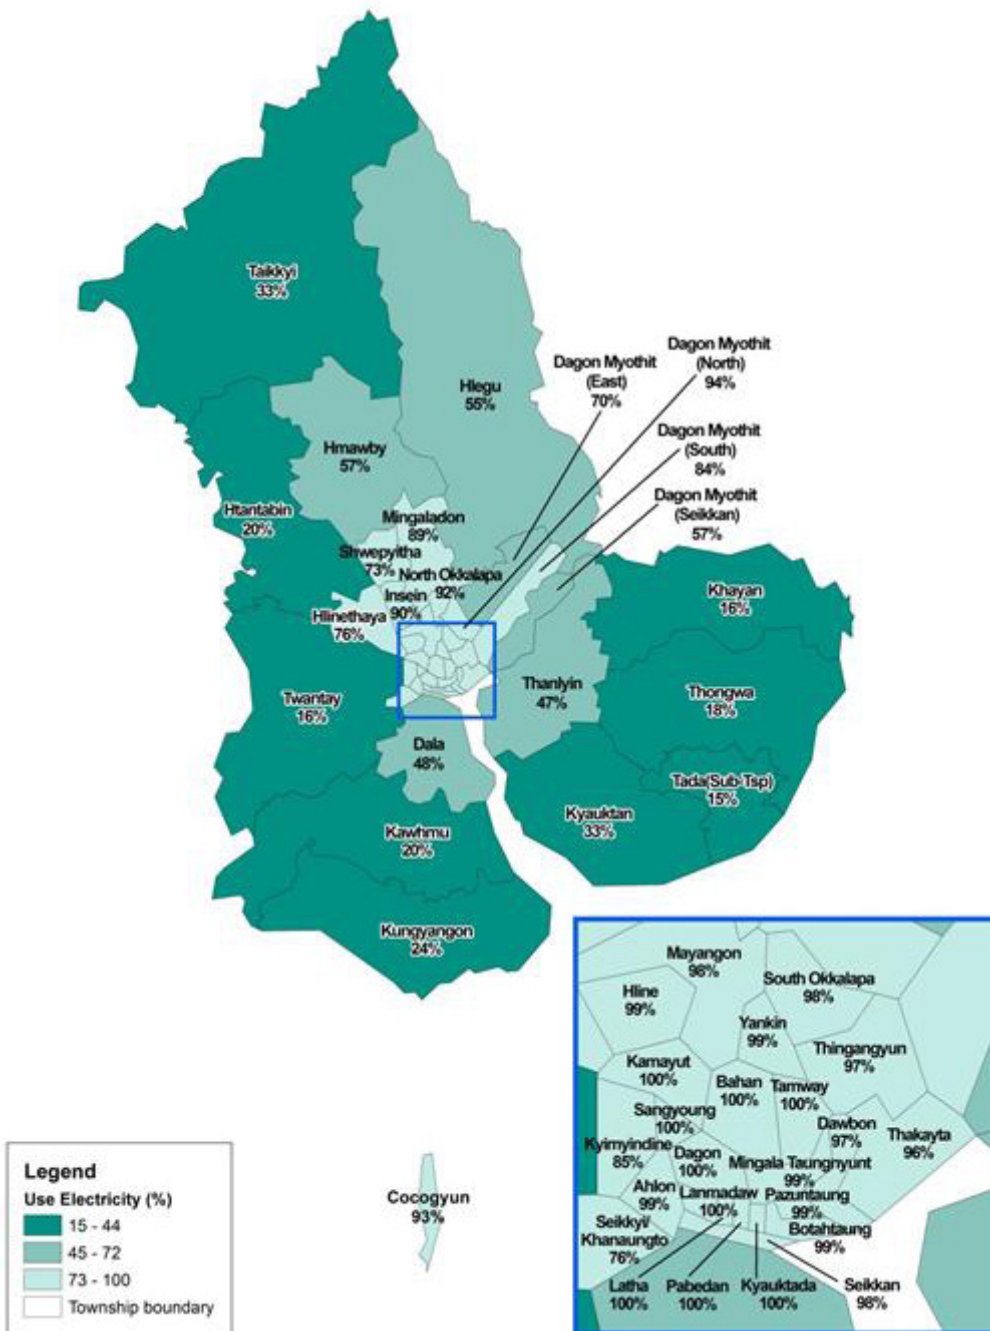 Taikkyi
33%
Hlegu
55%
Dagon Myothit
(East)
70%
Dagon Myothit
(North)
94%
Hmawby
57%
Dagon Myothit
(South)
84%
Dagon Myothit
(Seikkan)
57%
Htantabin
20%
Mingaladon
89%
Shwepyitha
73%
North Okkalapa
92%
Insein
90%
Hlinethaya
76%
Khayan
16%
Twantay
16%
Thanlyin
47%
Thongwa
18%
Dala
48%
Tada(Sub-Tsp)
15%
Kyauktan
33%
Kawhmu
20%
Kungyangon
24%
Mayangon
98%
South Okkalapa
98%
Hline
99%
Yankin
99%
Thingangyun
97%
Kamayut
100%
Bahan
100%
Tamway
100%
Sangyoung
100%
Dawbon
97%
Thakayta
96%
Kyimyindine
85%
Dagon
100%
Mingala Taungnyunt
99%
Ahlon
99%
Lanmadaw
100%
Pazuntaung
99%
Botahtaung
99%
Seikkyi/
Khanaungto
76%
Latha
100%
Pabedan
100%
Kyauktada
100%
Seikkan
98%
Cocogyun
93%
Legend
Use Electricity (%)
15 - 44
45 - 72
73 - 100
Township boundary